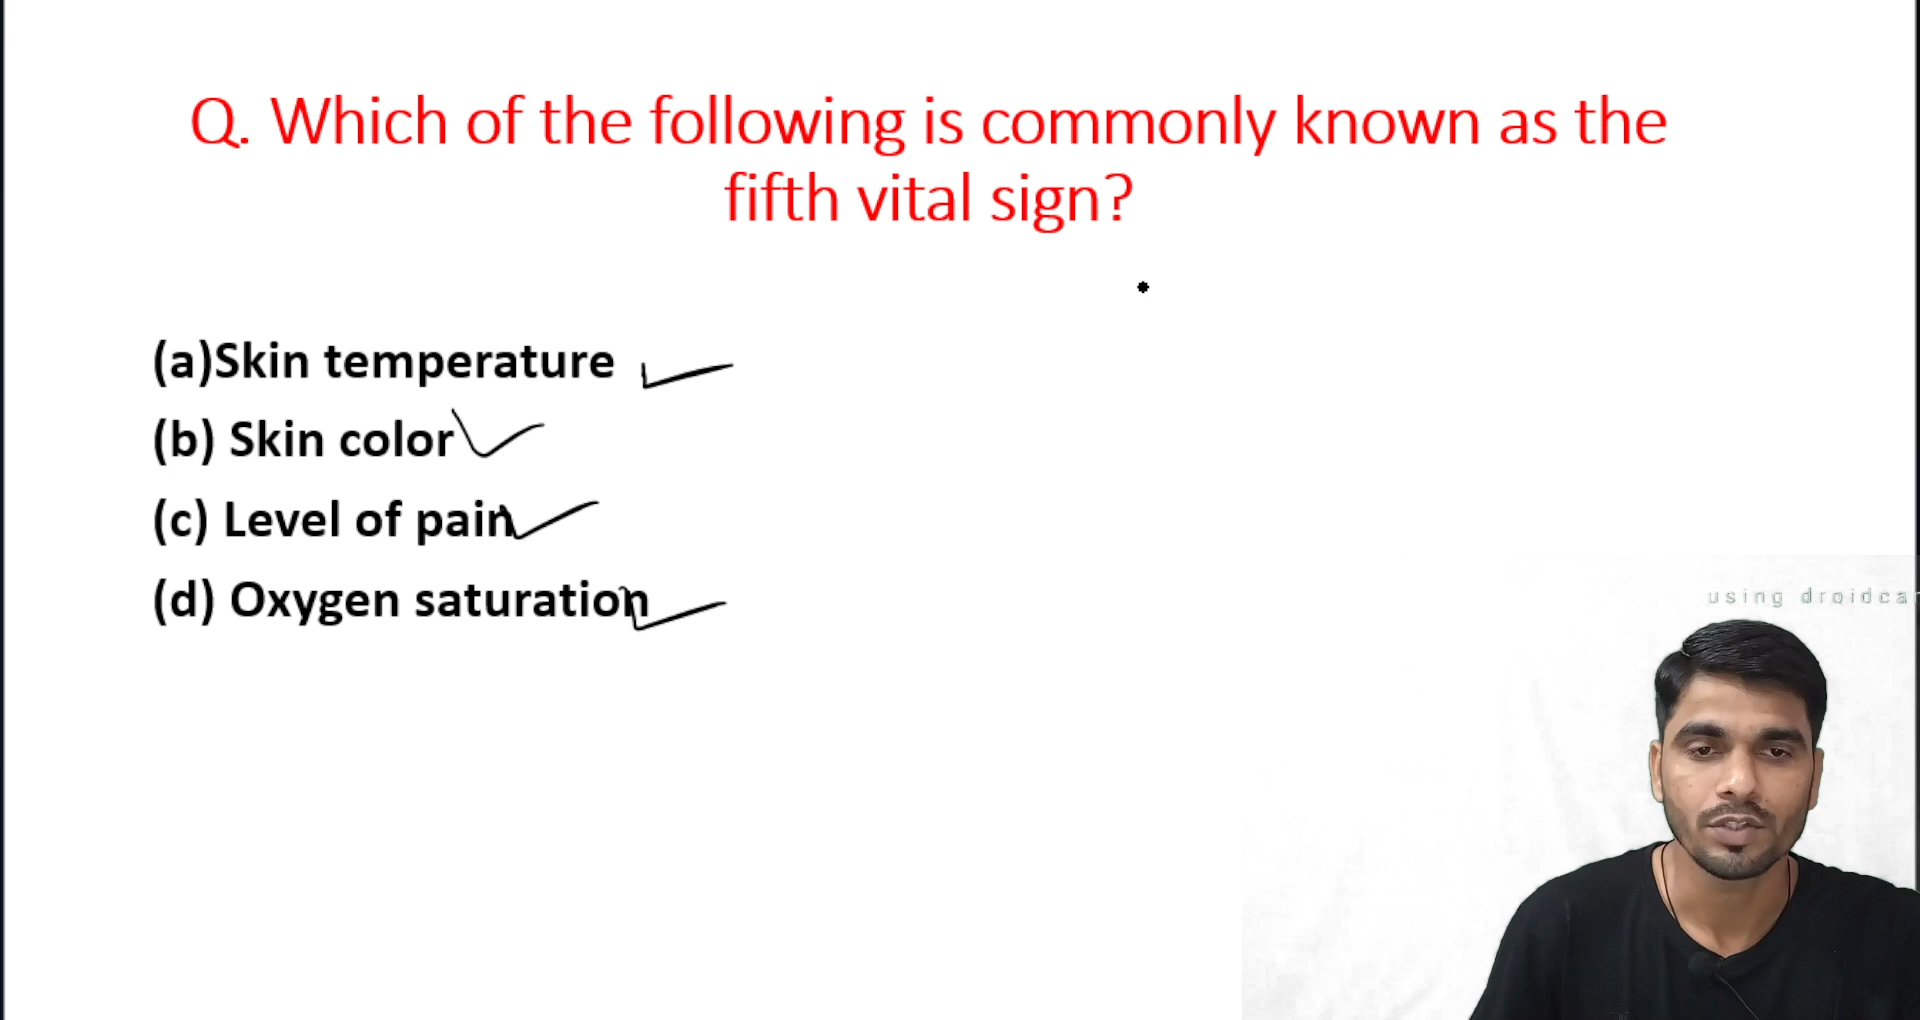 Q. Which of the following is commonly known as the
fifth vital sign?
(a)Skin temperature
(b) Skin color
(c) Level of pain
(d) Oxygen saturation
using droidca